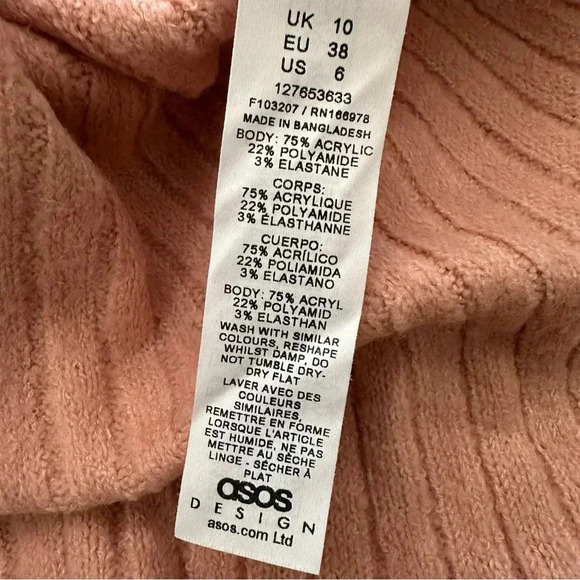 UK 10
EU 38
US 6
127653633
F103207 / RN166978
MADE IN BANGLADESH
BODY: 75% ACRYLIC
22% POLYAMIDE
3% ELASTANE
CORPS:
75% ACRYLIQUE
22% POLYAMIDE
3% ÉLASTHANNE
CUERPO:
75% ACRÍLICO
22% POLIAMIDA
3% ELASTANO
BODY: 75% ACRYL
22% POLYAMID
3% ELASTHAN
WASH WITH SIMILAR
COLOURS, RESHAPE
WHILST DAMP, DO
NOT TUMBLE DRY-
DRY FLAT
LAVER AVEC DES
COULEURS
SIMILAIRES,
REMETTRE EN FORME
LORSQUE L'ARTICLE
EST HUMIDE, NE PAS
METTRE AU SÈCHE
LINGE - SÉCHER À
PLAT
asos
DESIGN
asos.com Ltd